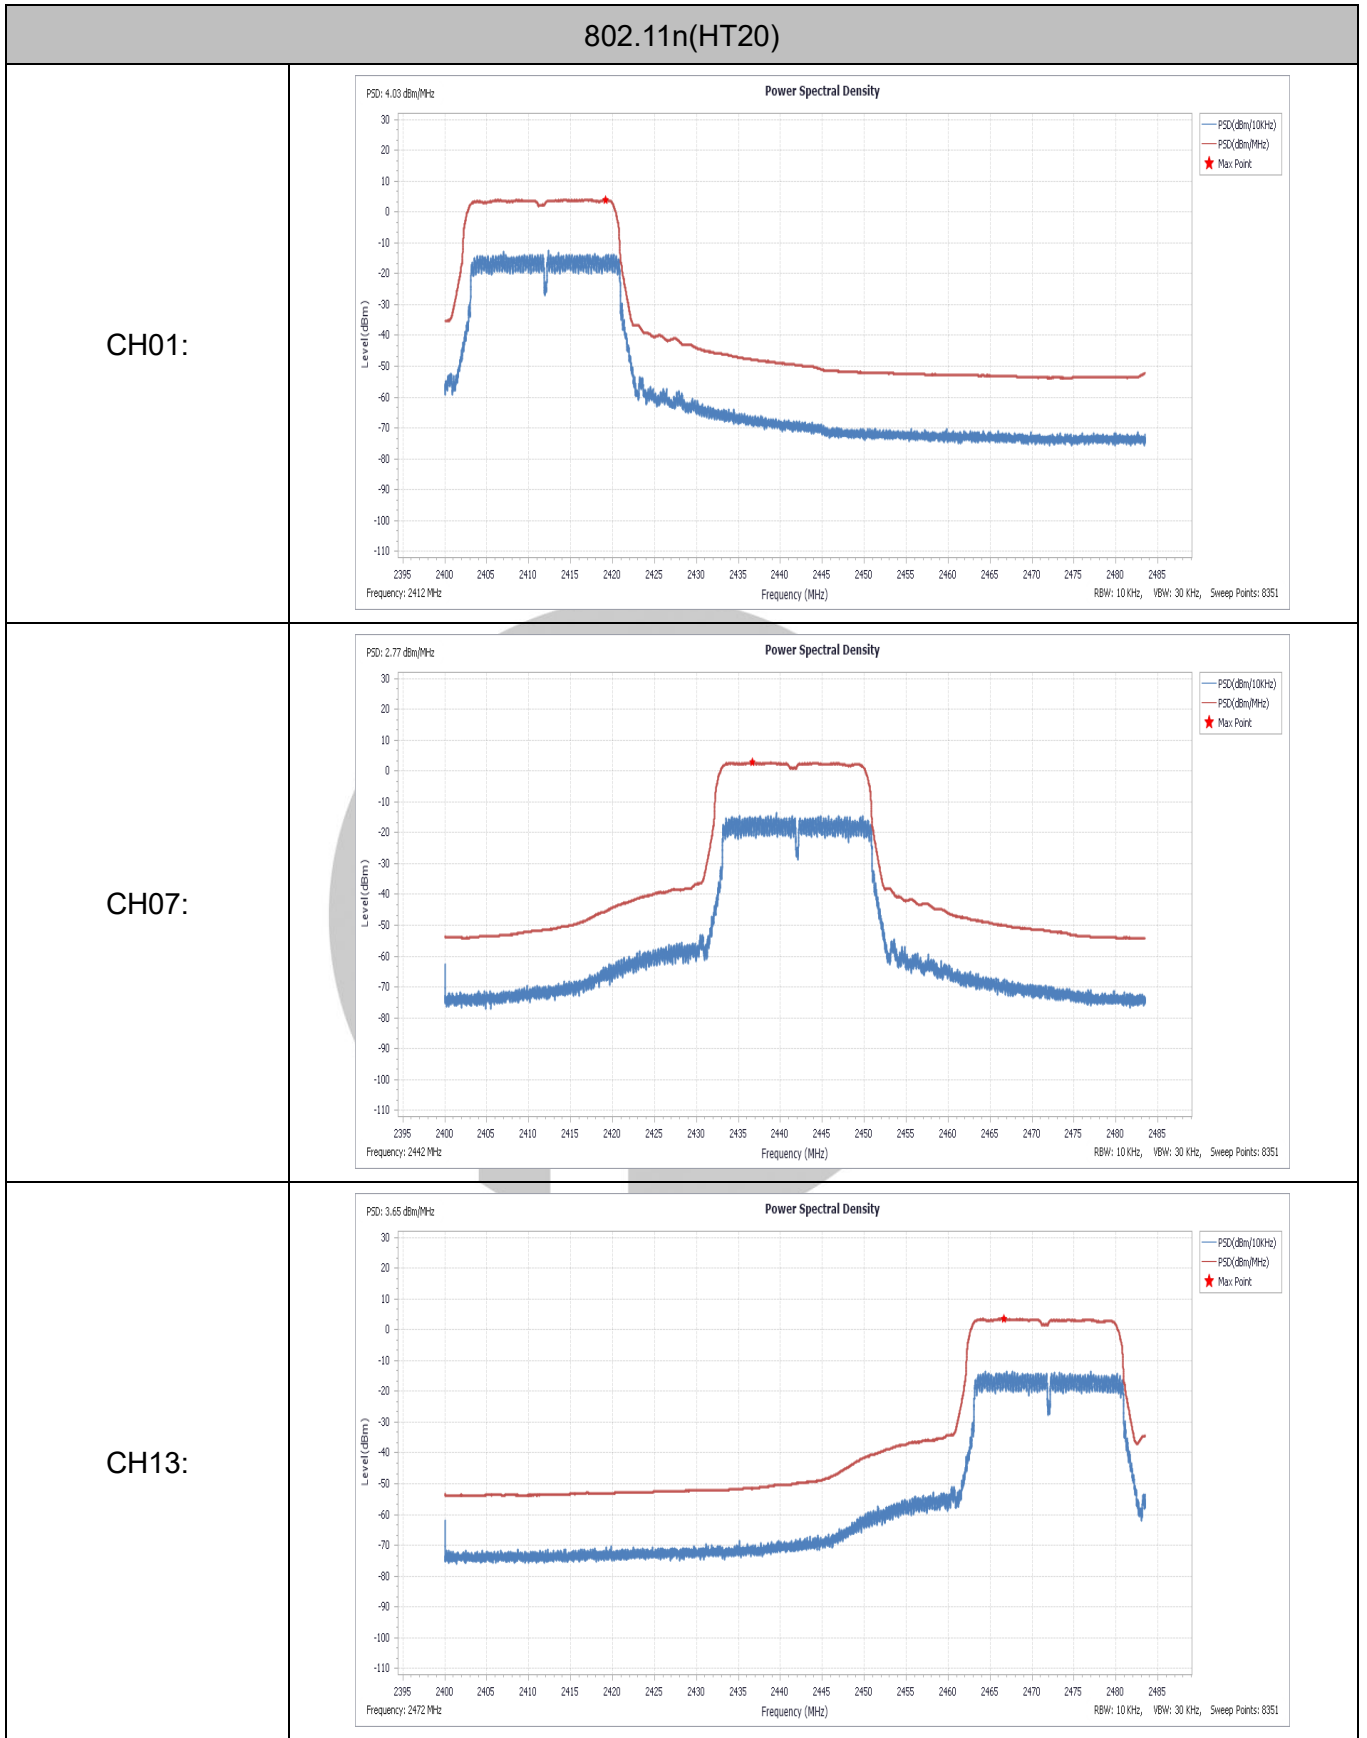 802.11n(HT20)
CH01:
PSD: 4.03 dBm/MHz
Power Spectral Density
PSD(dBm/10KHz)
PSD(dBm/MHz)
Max Point
30
20
10
0
-10
-20
-30
-40
-50
-60
-70
-80
-90
-100
-110
Level(dBm)
2395 2400 2405 2410 2415 2420 2425 2430 2435 2440 2445 2450 2455 2460 2465 2470 2475 2480 2485
Frequency: 2412 MHz
Frequency (MHz)
RBW: 10 KHz, VBW: 30 KHz, Sweep Points: 8351
CH07:
PSD: 2.77 dBm/MHz
Power Spectral Density
PSD(dBm/10KHz)
PSD(dBm/MHz)
Max Point
30
20
10
0
-10
-20
-30
-40
-50
-60
-70
-80
-90
-100
-110
Level(dBm)
2395 2400 2405 2410 2415 2420 2425 2430 2435 2440 2445 2450 2455 2460 2465 2470 2475 2480 2485
Frequency: 2442 MHz
Frequency (MHz)
RBW: 10 KHz, VBW: 30 KHz, Sweep Points: 8351
CH13:
PSD: 3.65 dBm/MHz
Power Spectral Density
PSD(dBm/10KHz)
PSD(dBm/MHz)
Max Point
30
20
10
0
-10
-20
-30
-40
-50
-60
-70
-80
-90
-100
-110
Level(dBm)
2395 2400 2405 2410 2415 2420 2425 2430 2435 2440 2445 2450 2455 2460 2465 2470 2475 2480 2485
Frequency: 2472 MHz
Frequency (MHz)
RBW: 10 KHz, VBW: 30 KHz, Sweep Points: 8351